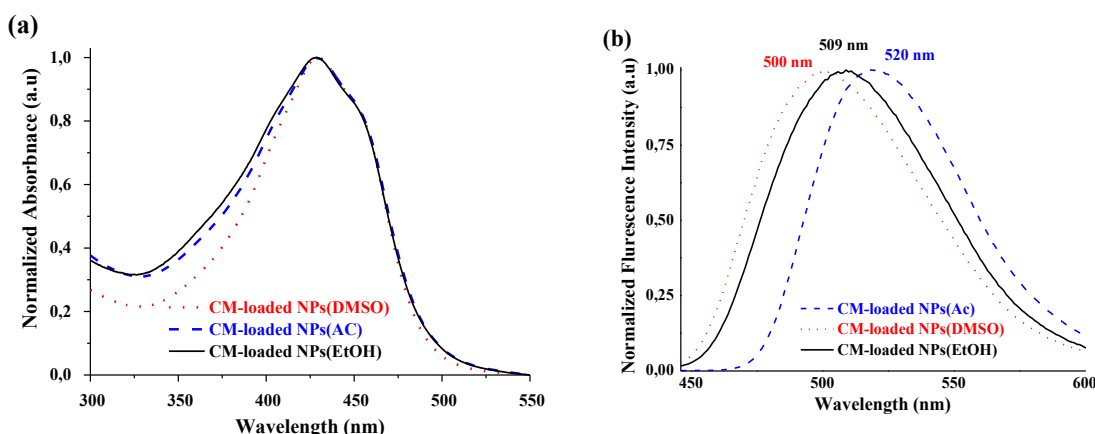 (a)
Normalized Absorbnace (a.u)
1,0
0,8
0,6
0,4
0,2
0,0
CM-loaded NPs(DMSO)
CM-loaded NPs(AC)
CM-loaded NPs(EtOH)
300 350 400 450 500 550
Wavelength (nm)
(b)
509 nm
500 nm 520 nm
Normalized Flurescence Intensity (a.u)
1,00
0,75
0,50
0,25
0,00
CM-loaded NPs(Ac)
CM-loaded NPs(DMSO)
CM-loaded NPs(EtOH)
450 500 550 600
Wavelength (nm)